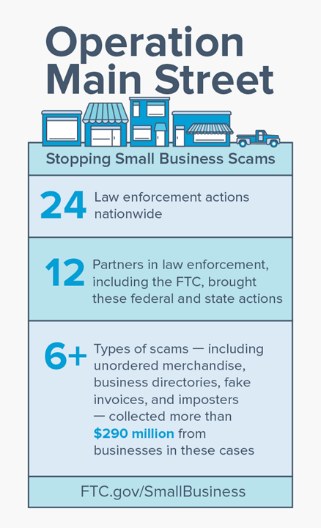 Operation
Main Street
Stopping Small Business Scams
24 Law enforcement actions
nationwide
12 Partners in law enforcement,
including the FTC, brought
these federal and state actions
6+ Types of scams — including
unordered merchandise,
business directories, fake
invoices, and imposters
— collected more than
$290 million from
businesses in these cases
FTC.gov/SmallBusiness